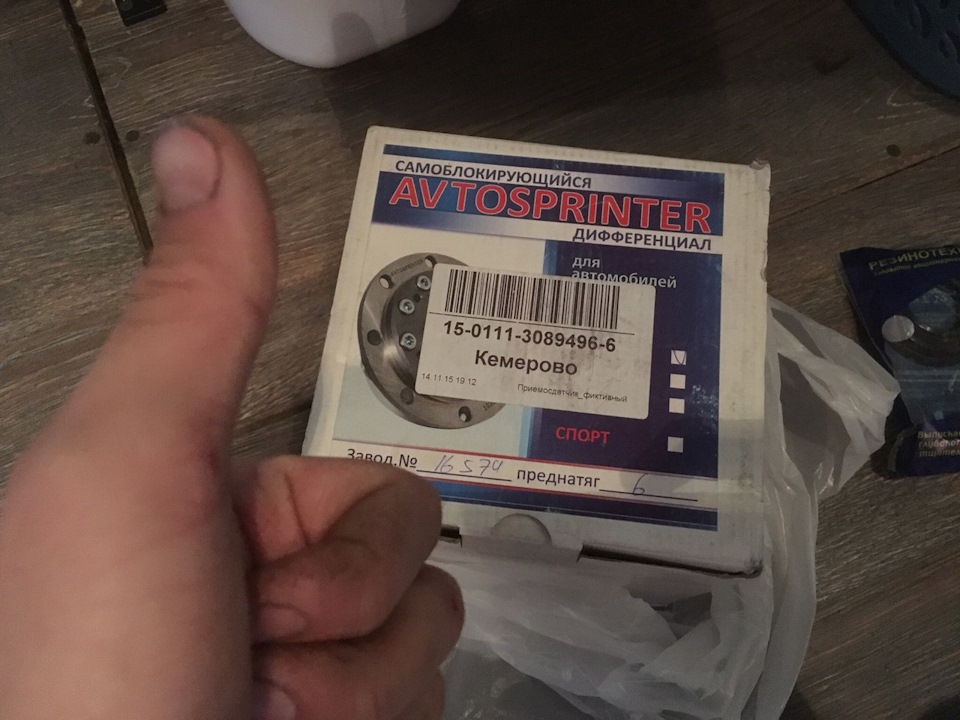 САМОБЛОКИРУЮЩИЙСЯ
AVTOSPRINTER
ДИФФЕРЕНЦИАЛ
для
автомобилей
15-0111-3089496-6
Кемерово
14.11.15 19:12 Приемосдатчик_фиктивный
СПОРТ
Завод.№ 16574 преднатяг 6
РЕЗИНОТЕХ